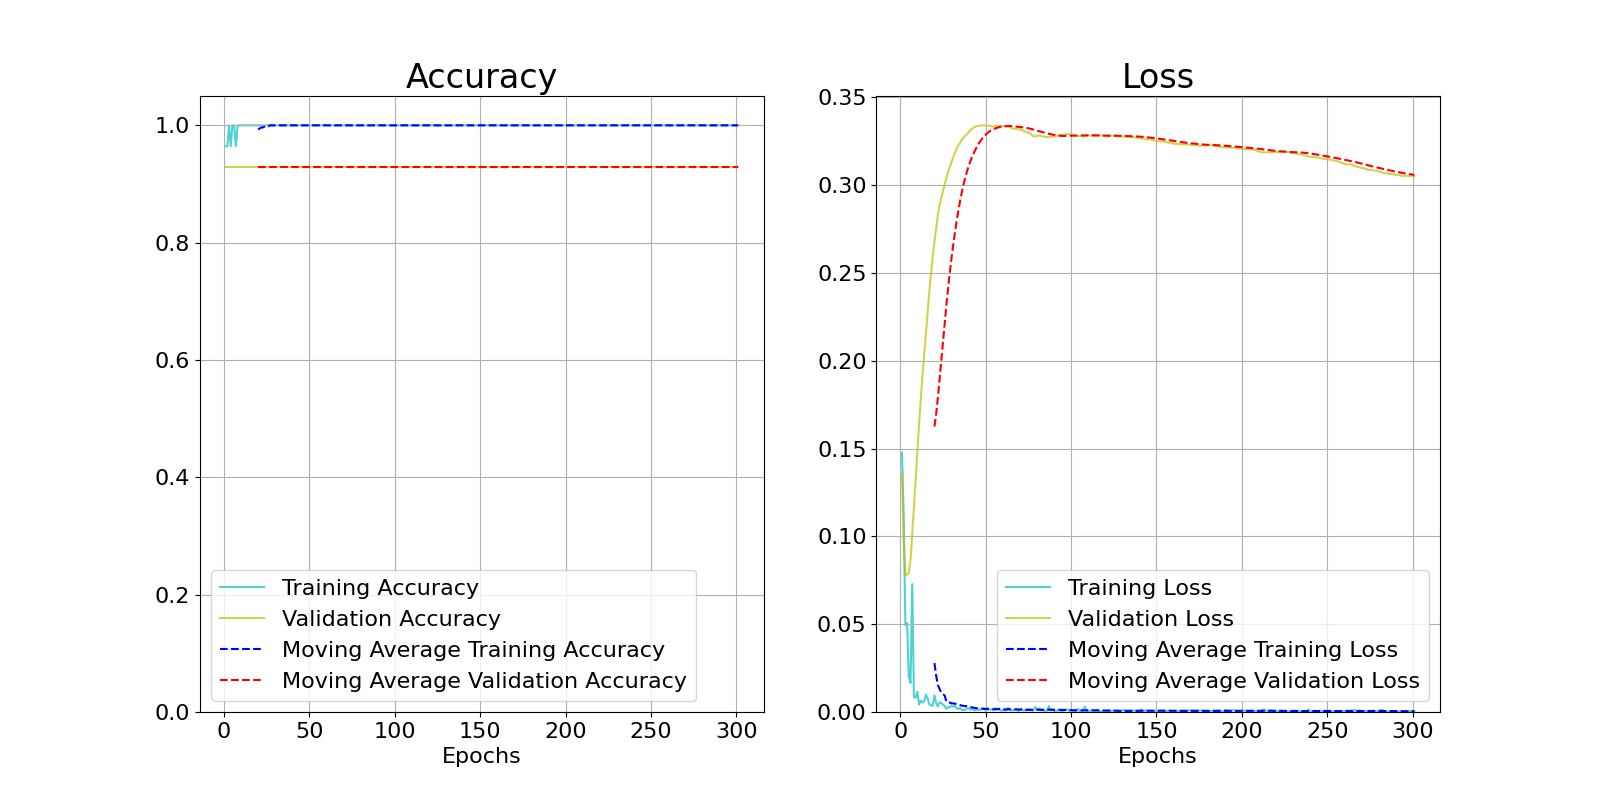 Accuracy
1.0
0.8
0.6
0.4
0.2
0.0
Training Accuracy
Validation Accuracy
Moving Average Training Accuracy
Moving Average Validation Accuracy
0 50 100 150 200 250 300
Epochs
Loss
0.35
0.30
0.25
0.20
0.15
0.10
0.05
0.00
Training Loss
Validation Loss
Moving Average Training Loss
Moving Average Validation Loss
0 50 100 150 200 250 300
Epochs